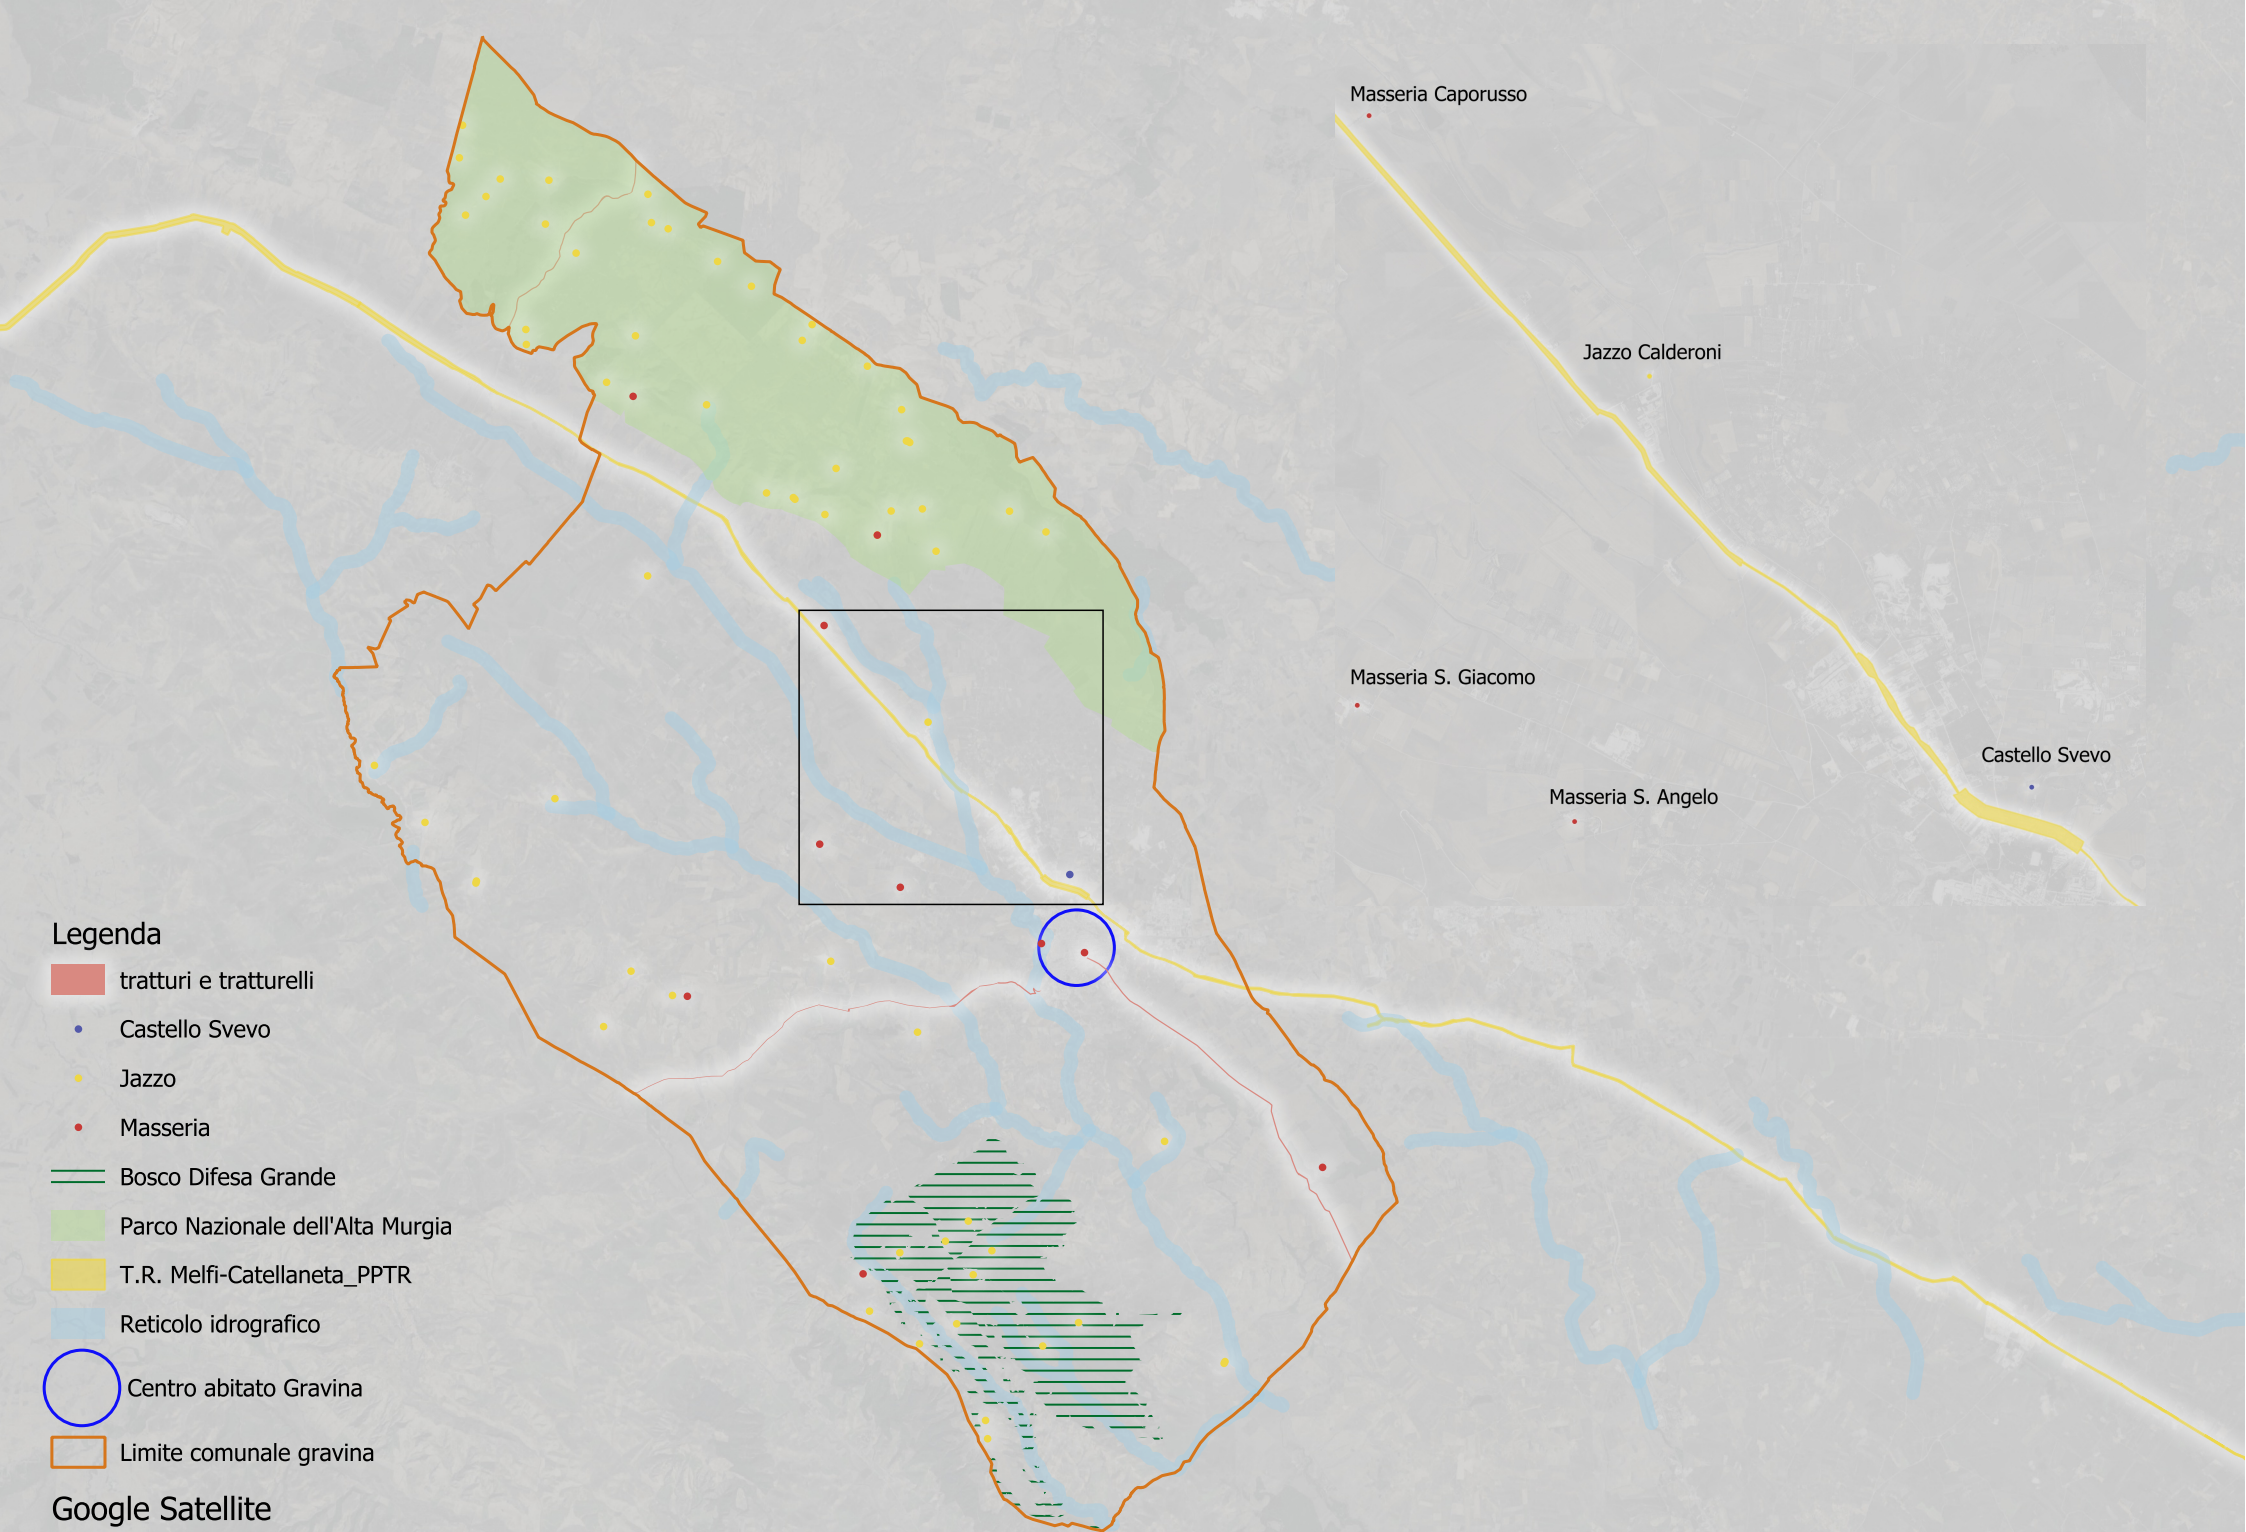 Masseria Caporusso
Jazzo Calderoni
Masseria S. Giacomo
Castello Svevo
Masseria S. Angelo
Legenda
tratturi e tratturelli
Castello Svevo
Jazzo
Masseria
Bosco Difesa Grande
Parco Nazionale dell'Alta Murgia
T.R. Melfi-Catellaneta_PPTR
Reticolo idrografico
Centro abitato Gravina
Limite comunale gravina
Google Satellite